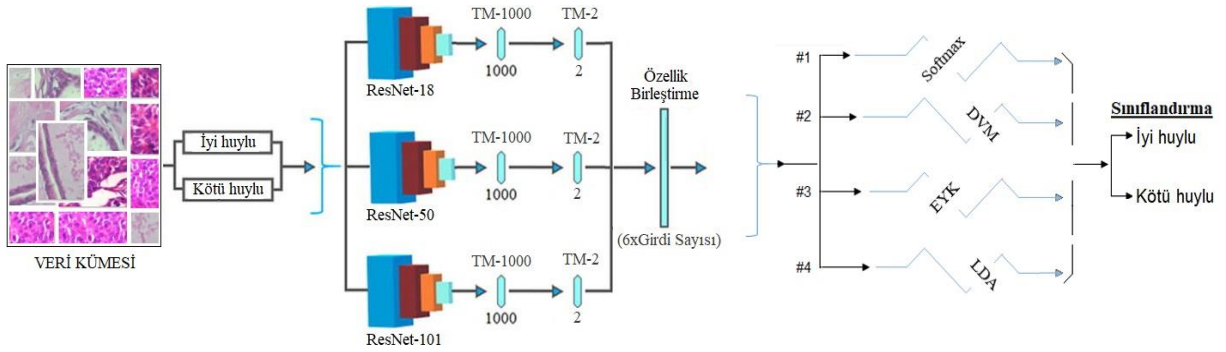 VERİ KÜMESİ
İyi huylu
Kötü huylu
TM-1000
TM-2
1000
2
ResNet-18
TM-1000
TM-2
1000
2
ResNet-50
TM-1000
TM-2
1000
2
ResNet-101
Özellik
Birleştirme
(6xGirdi Sayısı)
#1
Softmax
#2
DVM
#3
EYK
#4
LDA
Sınıflandırma
İyi huylu
Kötü huylu